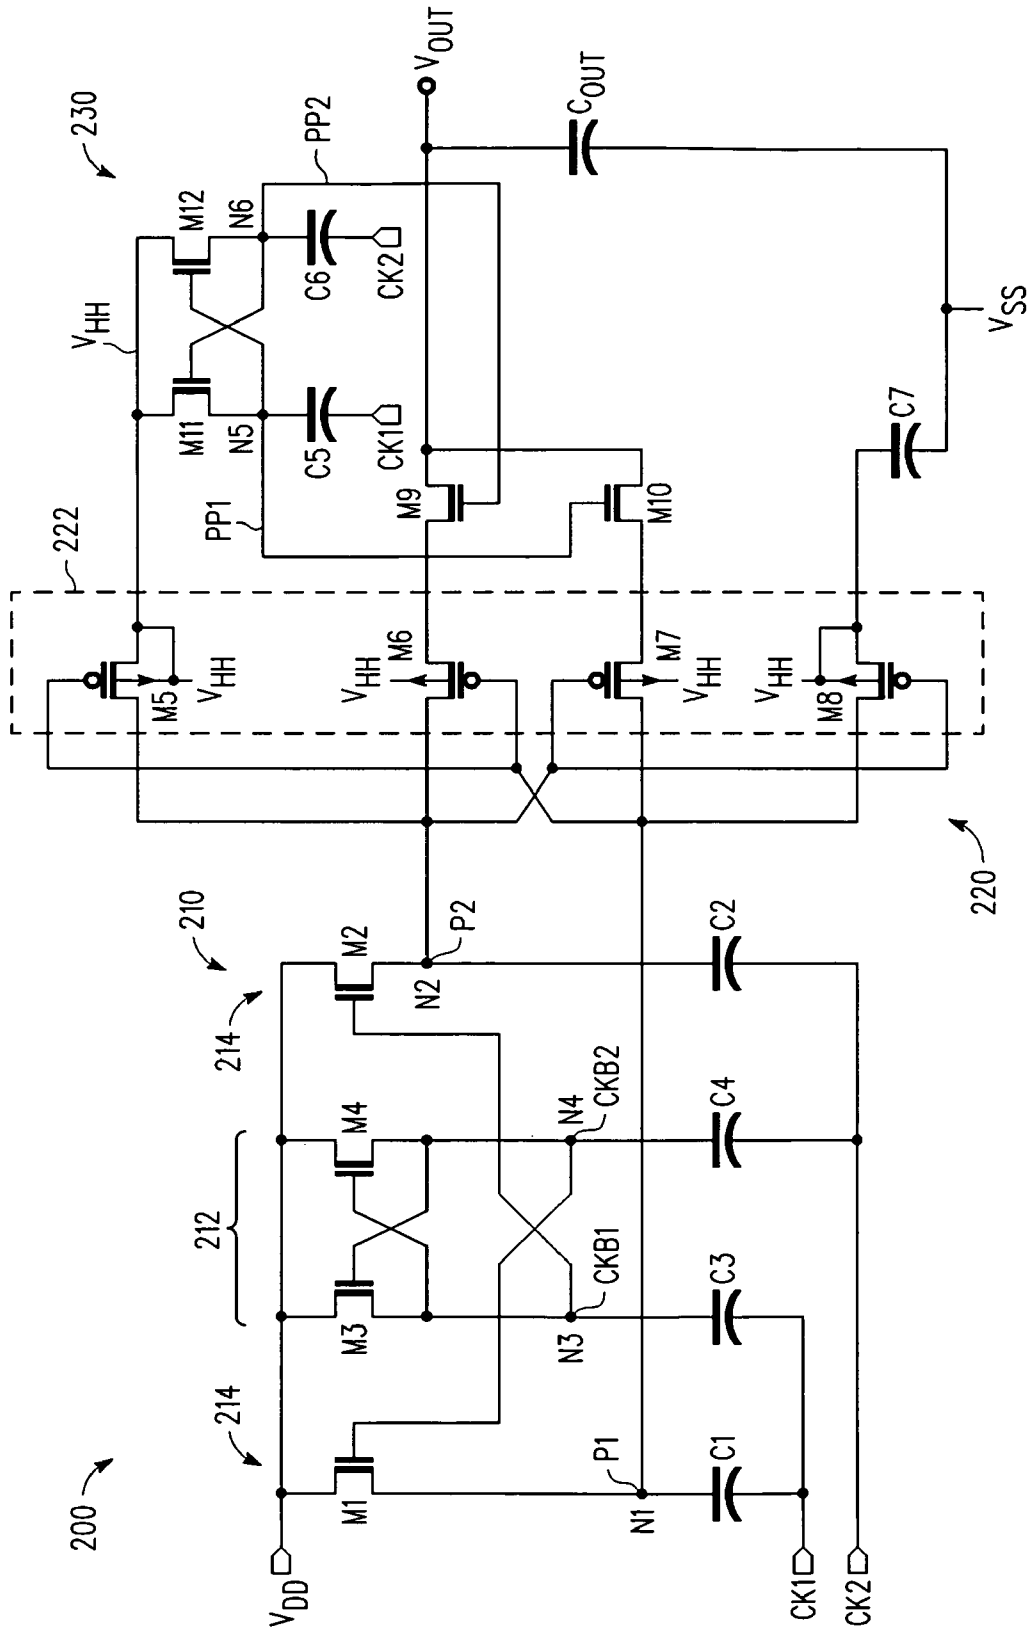 200
214
212
214
210
230
V_DD
M1
M3
M4
M2
N2
P2
N3
CKB1
N4
CKB2
P1
N1
C1
C3
C4
C2
CK1
CK2
220
222
M5
V_HH
V_HH
M6
M7
V_HH
V_HH
M8
V_HH
M11
M12
N5
N6
PP1
PP2
C5
C6
CK1
CK2
M9
M10
V_OUT
C_OUT
C7
V_SS